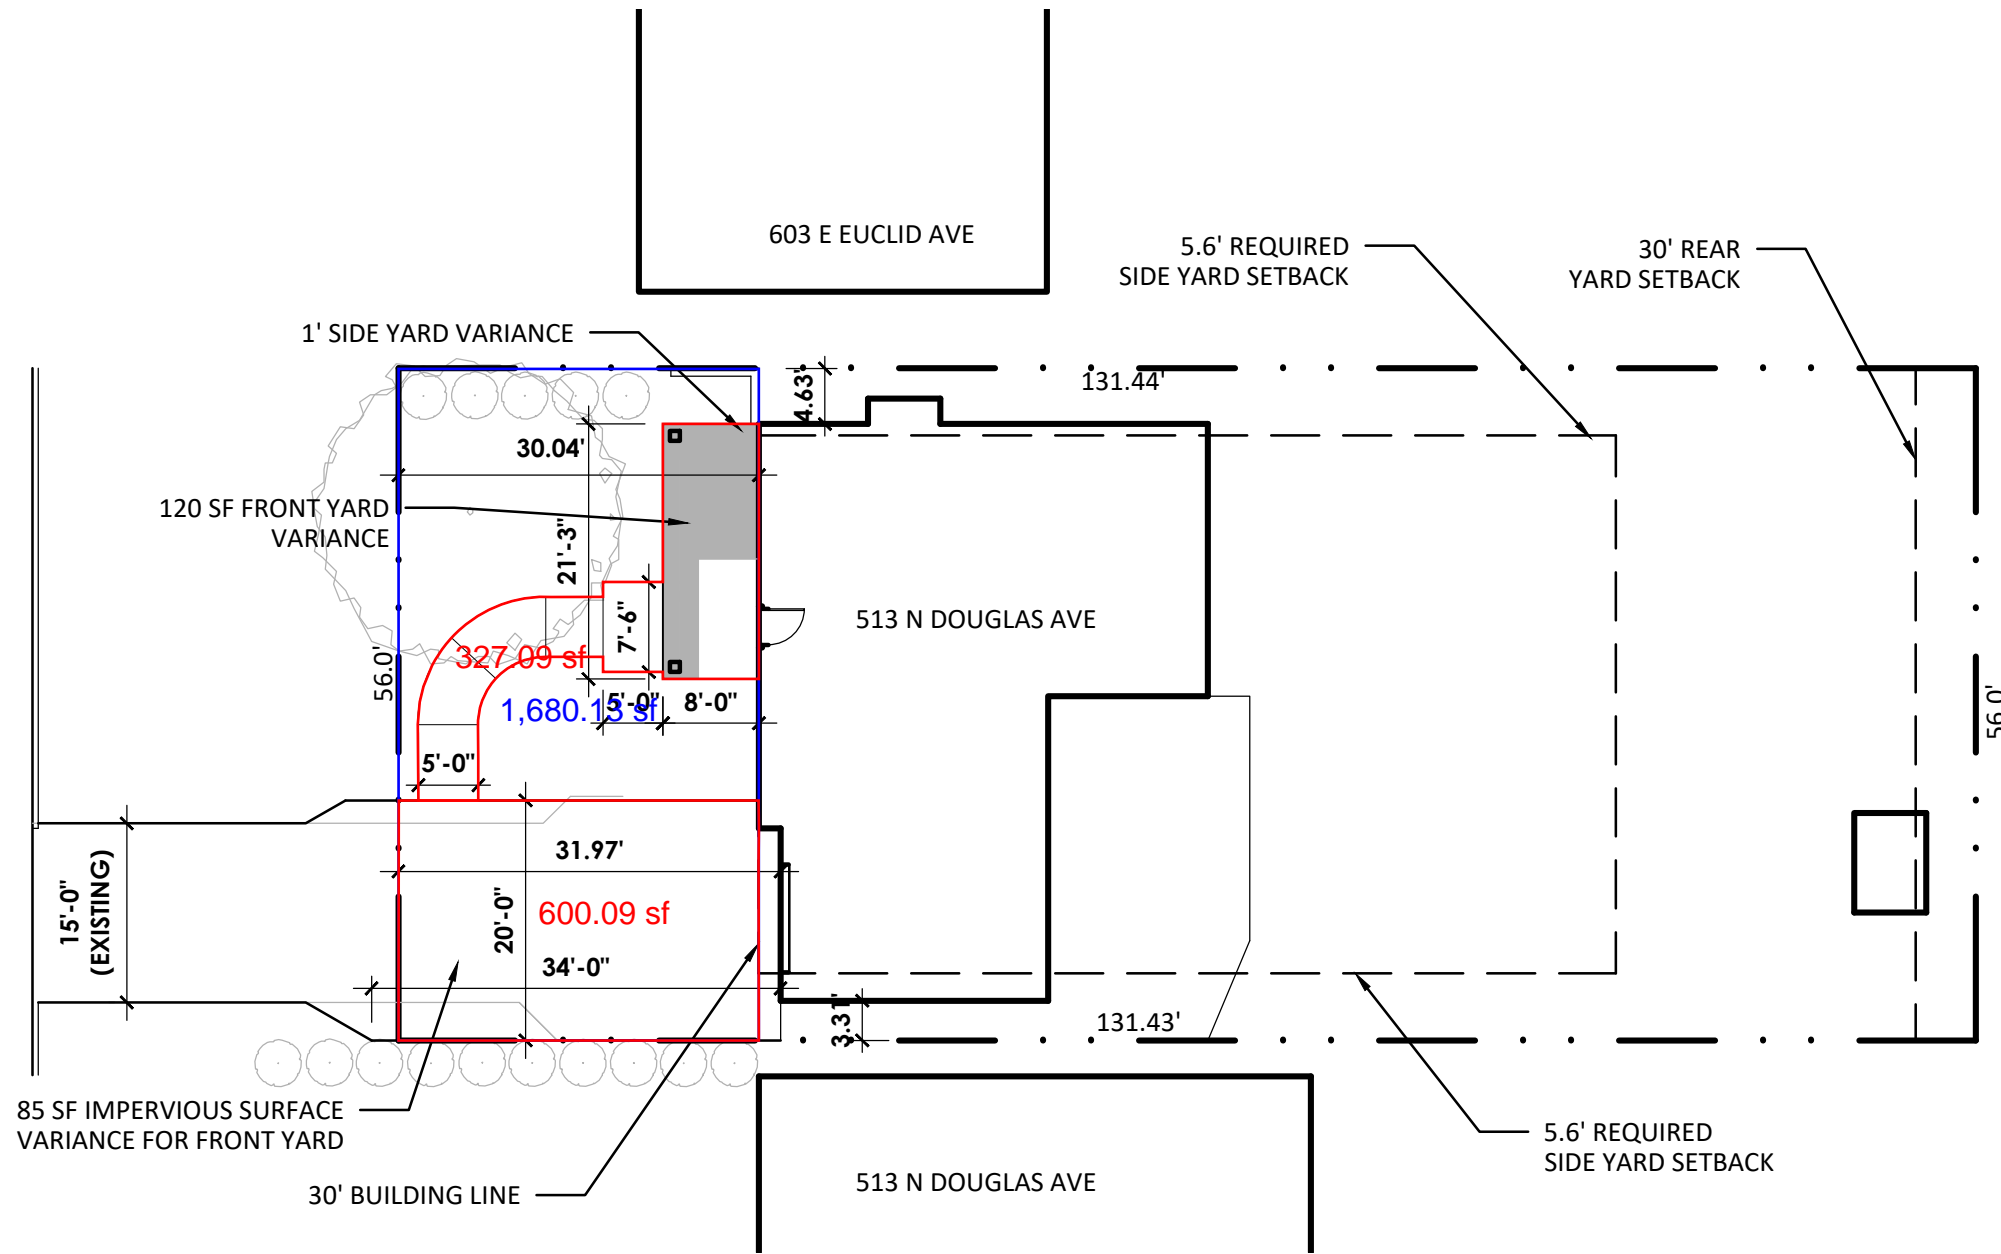 603 E EUCLID AVE
5.6' REQUIRED
SIDE YARD SETBACK
30' REAR
YARD SETBACK
1' SIDE YARD VARIANCE
4.63'
131.44'
30.04'
120 SF FRONT YARD
VARIANCE
21'-3"
7'-6"
513 N DOUGLAS AVE
327.09 sf
56.0'
1,680.13 sf
5'-0"
8'-0"
56.0'
5'-0"
31.97'
15'-0"
(EXISTING)
20'-0"
600.09 sf
34'-0"
3.31'
131.43'
85 SF IMPERVIOUS SURFACE
VARIANCE FOR FRONT YARD
5.6' REQUIRED
SIDE YARD SETBACK
30' BUILDING LINE
513 N DOUGLAS AVE